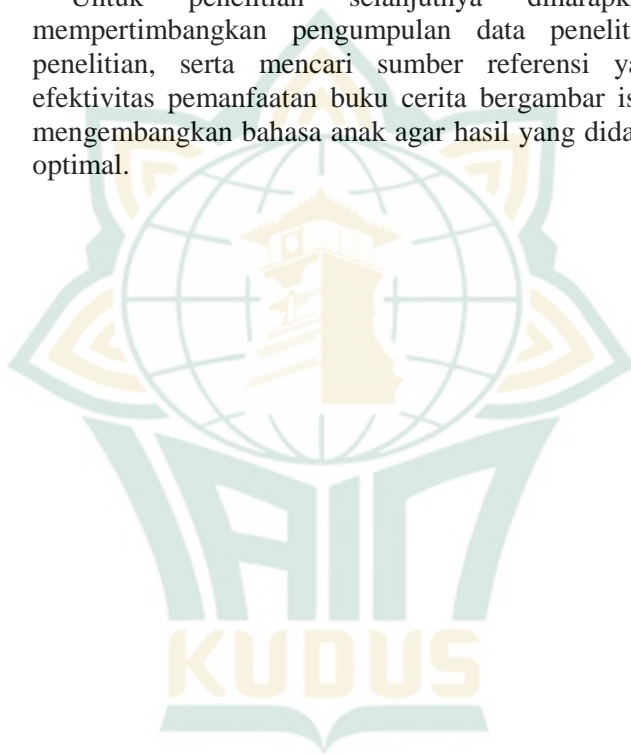 Untuk penelitian selanjutnya
mempertimbangkan pengumpulan data
penelitian, serta mencari sumber referensi
efektivitas pemanfaatan buku cerita bergambar
mengembangkan bahasa anak agar hasil yang
optimal.
IAIN
KUDUS